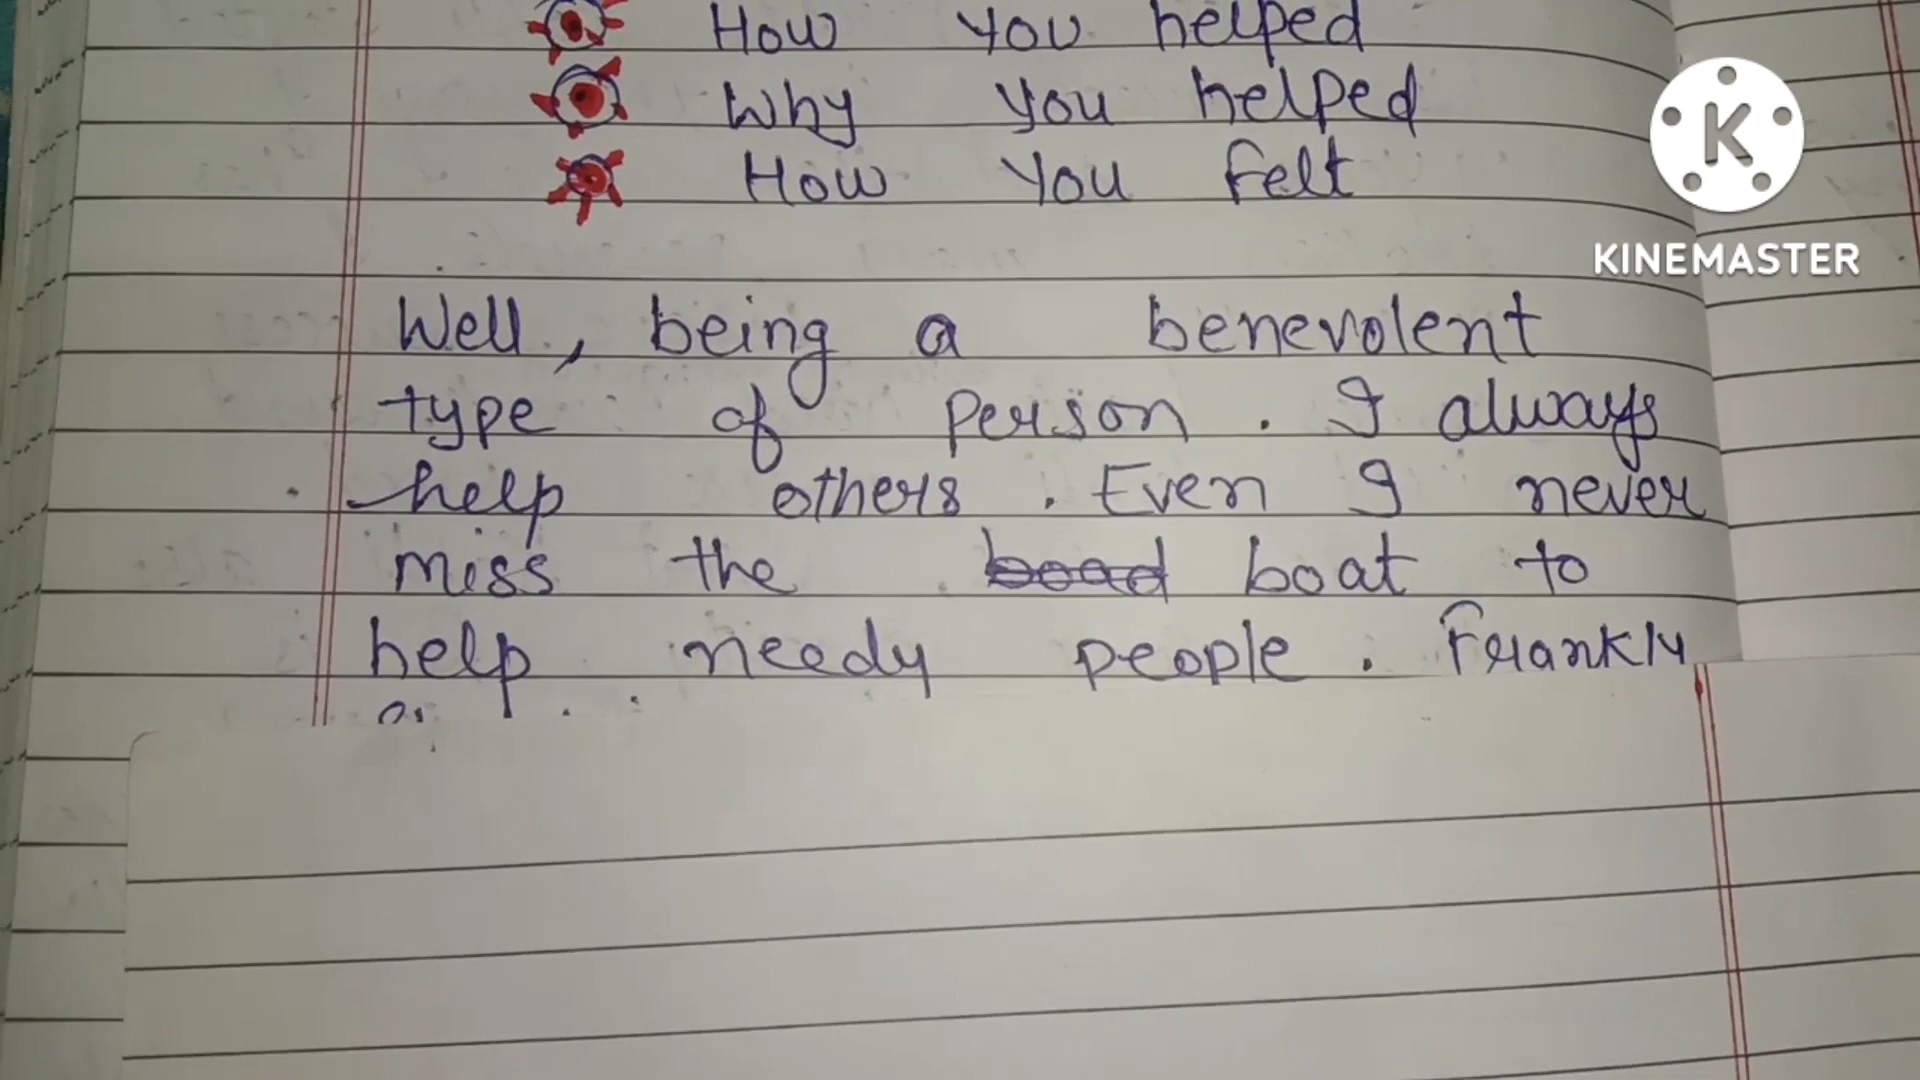 How you helped
Why you helped
How you felt
K
KINEMASTER
Well, being a benevolent
type of person. I always
help others. Even I never
miss the boat to
help needy people. Frankly